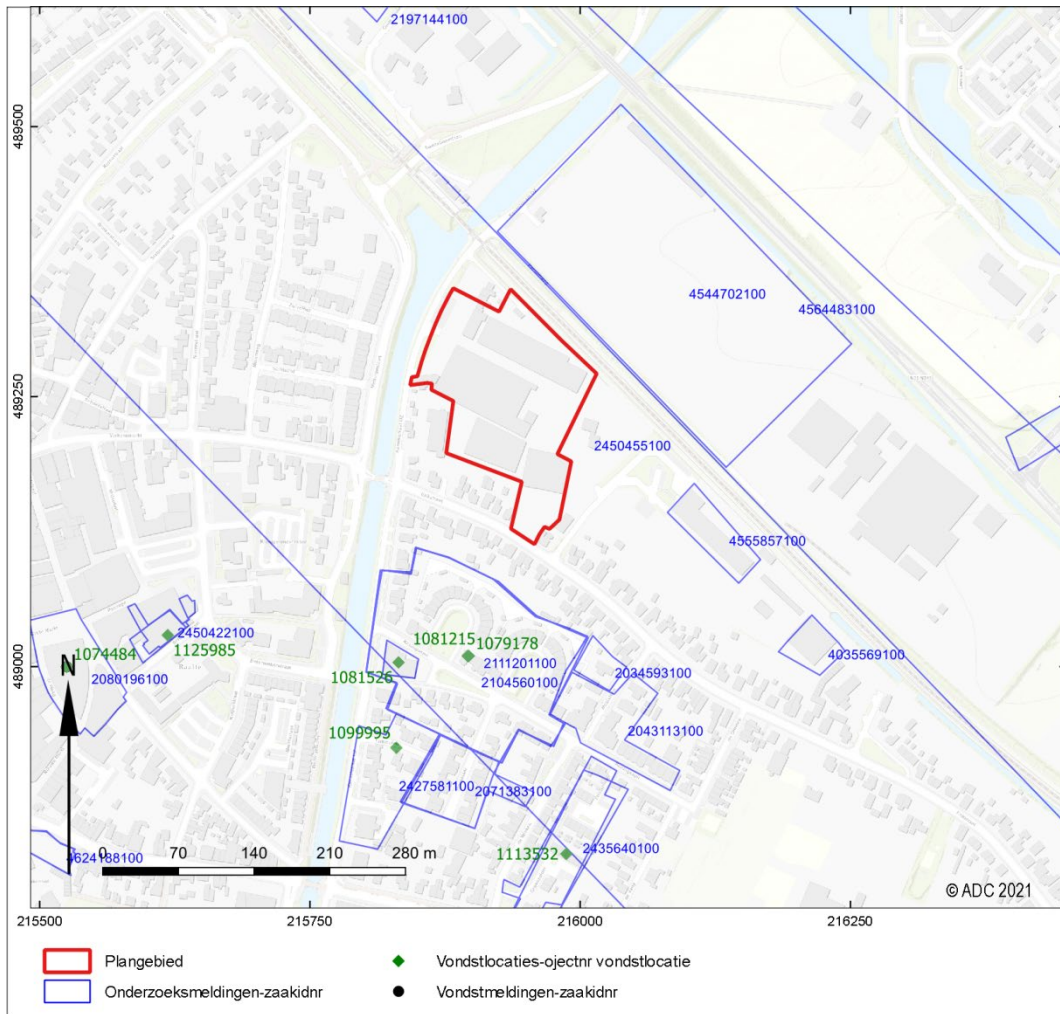 2197144100
489500
4544702100
4564483100
489250
2450455100
4555857100
2450422100
1125985
1074484
489000
N
2080196100
Raalte
1081215
1079178
1081526
2111201100
2104560100
2034593100
4035569100
2043113100
1099995
2427581100
2071383100
1113532
2435640100
4624188100
0 70 140 210 280 m
© ADC 2021
215500 215750 216000 216250
Plangebied
Vondstlocaties-ojectnr vondstlocatie
Onderzoeksmeldingen-zaakidnr
Vondstmeldingen-zaakidnr